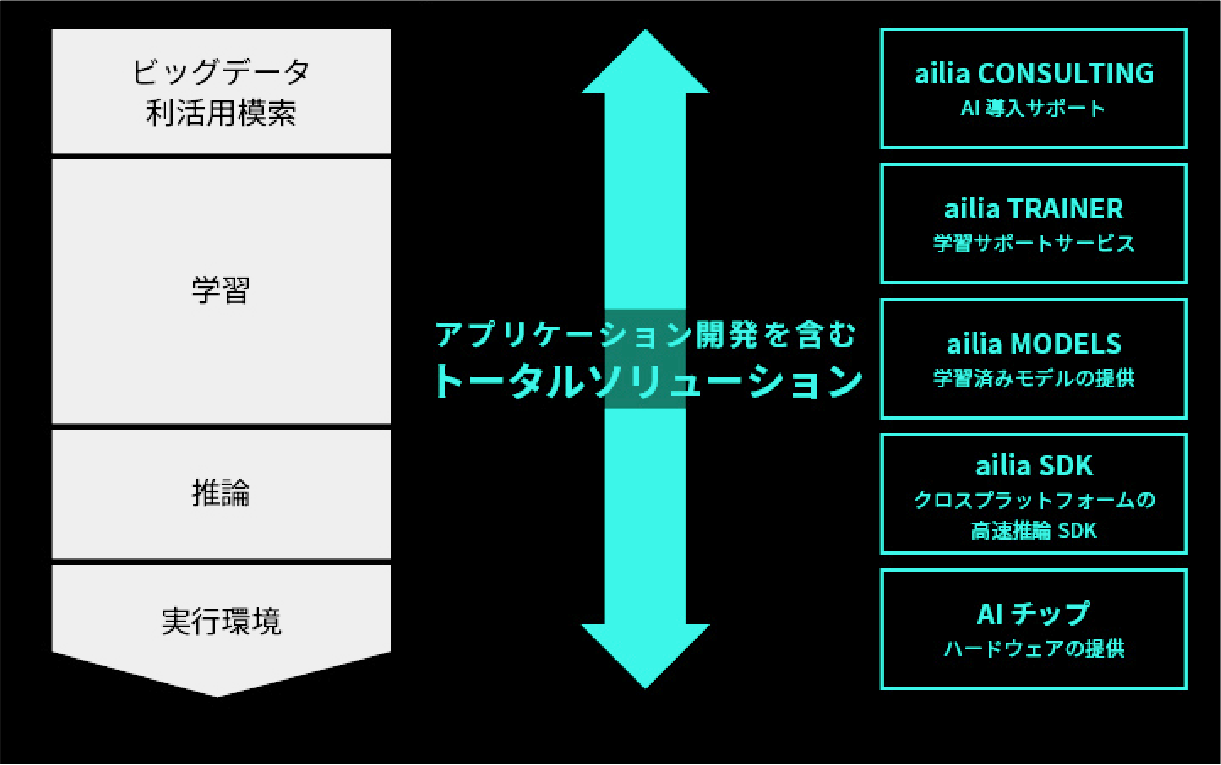 ビッグデータ
利活用模索
学習
推論
実行環境
アプリケーション開発を含む
トータルソリューション
ailia CONSULTING
AI 導入サポート
ailia TRAINER
学習サポートサービス
ailia MODELS
学習済みモデルの提供
ailia SDK
クロスプラットフォームの
高速推論 SDK
AI チップ
ハードウェアの提供